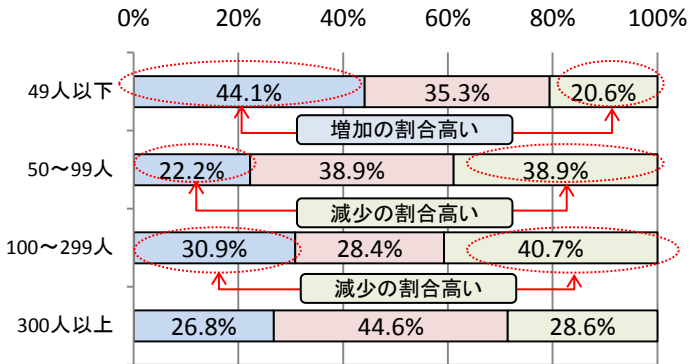 0% 20% 40% 60% 80% 100%
49人以下 44.1% 35.3% 20.6%
増加の割合高い
50～99人 22.2% 38.9% 38.9%
減少の割合高い
100～299人 30.9% 28.4% 40.7%
減少の割合高い
300人以上 26.8% 44.6% 28.6%